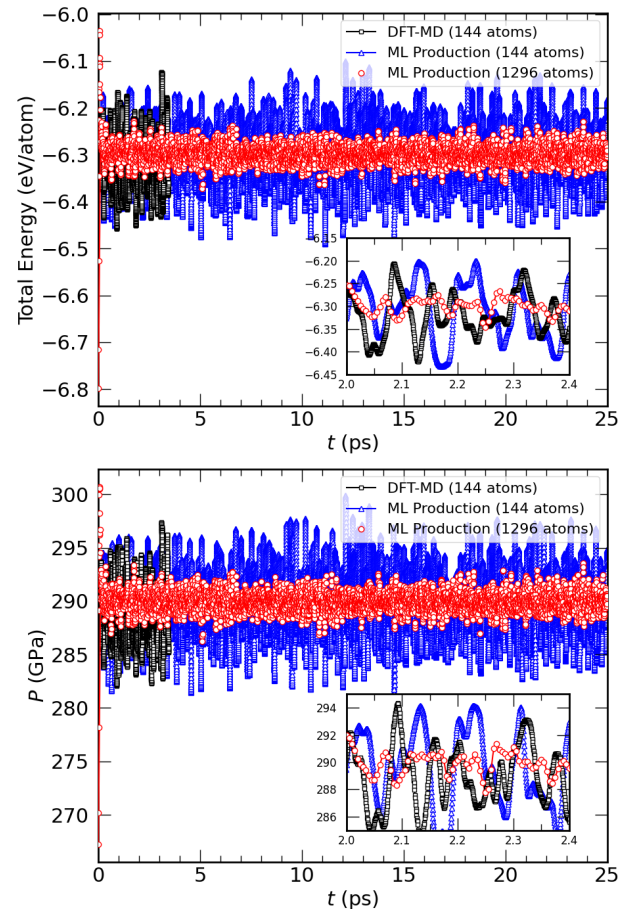 −6.0
−6.1
−6.2
−6.3
−6.4
−6.5
−6.6
−6.7
−6.8
Total Energy (eV/atom)
DFT-MD (144 atoms)
ML Production (144 atoms)
ML Production (1296 atoms)
−6.15
−6.20
−6.25
−6.30
−6.35
−6.40
−6.45
2.0 2.1 2.2 2.3 2.4
0 5 10 15 20 25
t (ps)
300
295
290
285
280
275
270
P (GPa)
DFT-MD (144 atoms)
ML Production (144 atoms)
ML Production (1296 atoms)
294
292
290
288
286
2.0 2.1 2.2 2.3 2.4
0 5 10 15 20 25
t (ps)